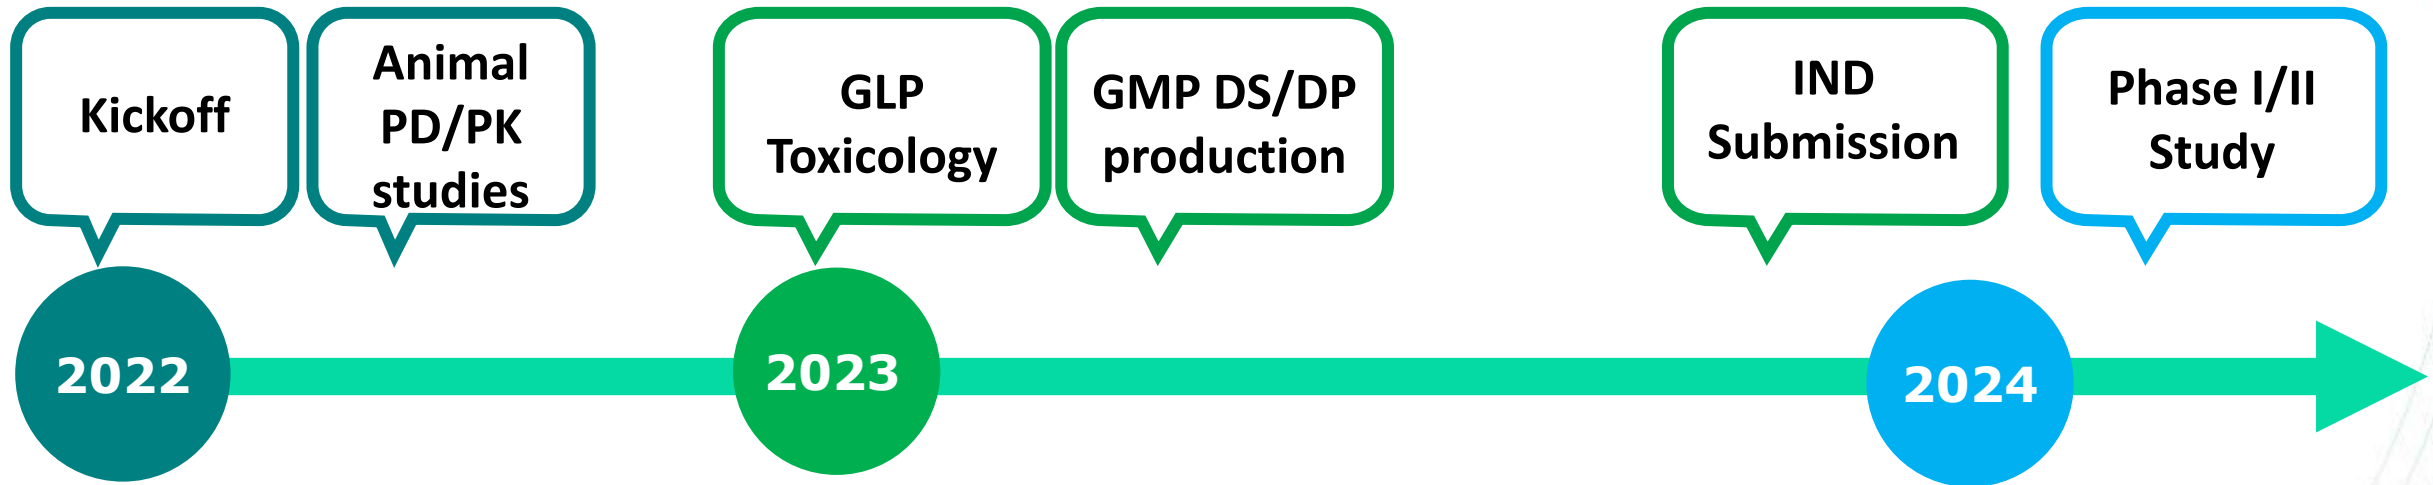 Kickoff
Animal
PD/PK
studies
GLP
Toxicology
GMP DS/DP
production
IND
Submission
Phase I/II
Study
2022
2023
2024